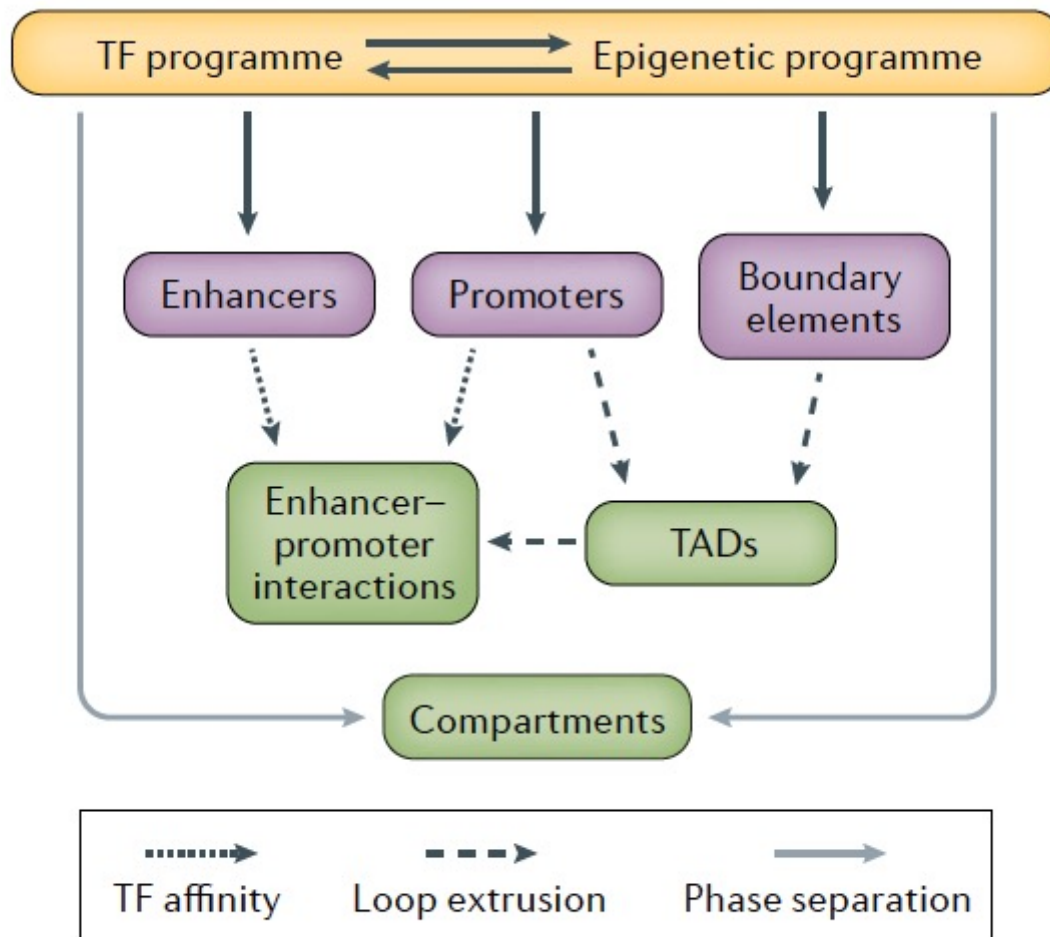 TF programme
Epigenetic programme
Enhancers
Promoters
Boundary
elements
Enhancer–
promoter
interactions
TADs
Compartments
TF affinity
Loop extrusion
Phase separation